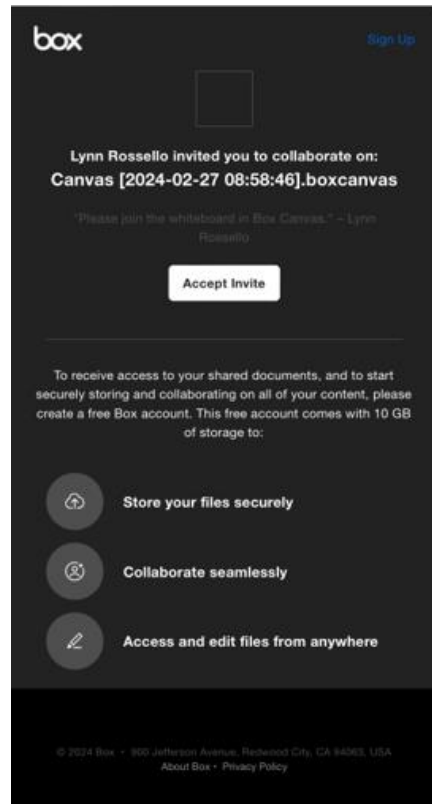 box
Sign Up
Lynn Rossello invited you to collaborate on:
Canvas [2024-02-27 08:58:46].boxcanvas
"Please join the whiteboard in Box Canvas." – Lynn
Rossello
Accept Invite
To receive access to your shared documents, and to start
securely storing and collaborating on all of your content, please
create a free Box account. This free account comes with 10 GB
of storage to:
Store your files securely
Collaborate seamlessly
Access and edit files from anywhere
© 2024 Box • 900 Jefferson Avenue, Redwood City, CA 94063, USA
About Box • Privacy Policy